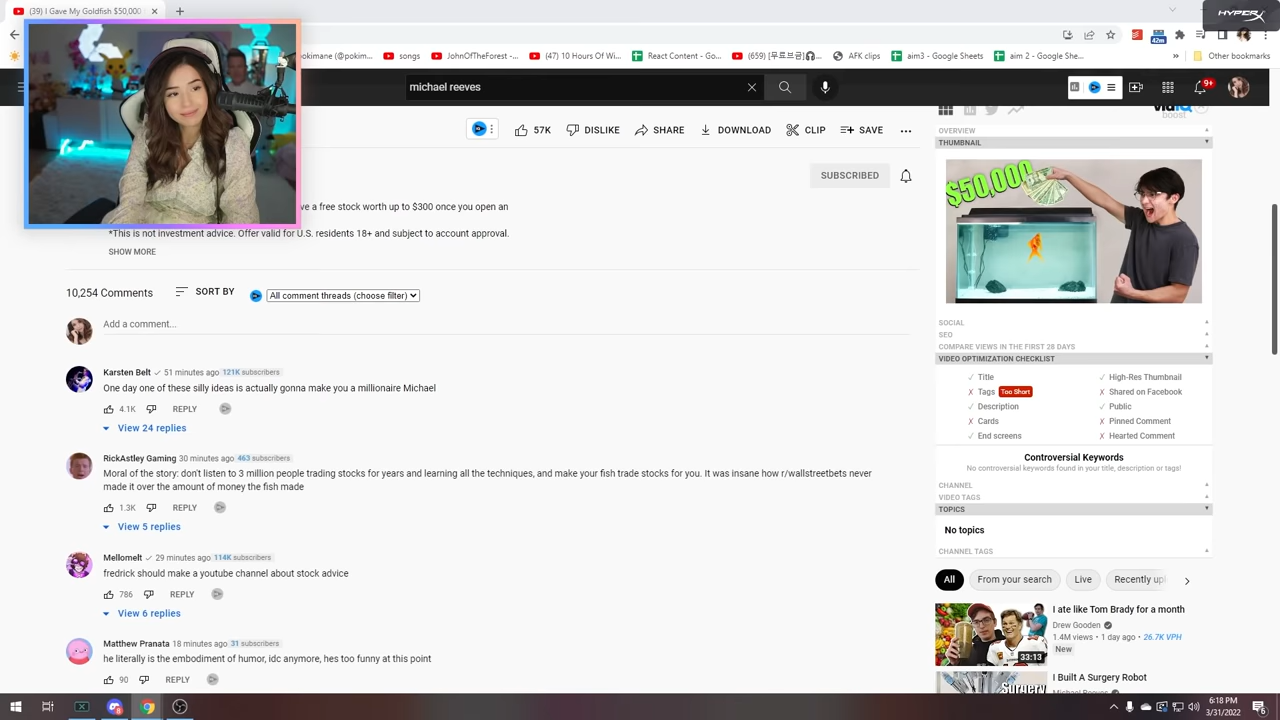 (39) I Gave My Goldfish $50,000
HYPERX
pokimane (@pokim...
songs
JohnOfTheForest -...
(47) 10 Hours Of Wi...
React Content - Go...
(659) [무료브금]🎧...
AFK clips
aim3 - Google Sheets
aim 2 - Google She...
»
Other bookmarks
42m
michael reeves
9+
57K
DISLIKE
SHARE
DOWNLOAD
CLIP
SAVE
...
vidIQ
boost
OVERVIEW
THUMBNAIL
$50,000
SUBSCRIBED
ve a free stock worth up to $300 once you open an
*This is not investment advice. Offer valid for U.S. residents 18+ and subject to account approval.
SHOW MORE
10,254 Comments
SORT BY
All comment threads (choose filter)
Add a comment...
Karsten Belt ✓ 51 minutes ago 121K subscribers
One day one of these silly ideas is actually gonna make you a millionaire Michael
4.1K
REPLY
View 24 replies
RickAstley Gaming 30 minutes ago 463 subscribers
Moral of the story: don't listen to 3 million people trading stocks for years and learning all the techniques, and make your fish trade stocks for you. It was insane how r/wallstreetbets never
made it over the amount of money the fish made
1.3K
REPLY
View 5 replies
Mellomelt ✓ 29 minutes ago 114K subscribers
fredrick should make a youtube channel about stock advice
786
REPLY
View 6 replies
Matthew Pranata 18 minutes ago 31 subscribers
he literally is the embodiment of humor, idc anymore, hes too funny at this point
90
REPLY
SOCIAL
SEO
COMPARE VIEWS IN THE FIRST 28 DAYS
VIDEO OPTIMIZATION CHECKLIST
✓ Title
✓ High-Res Thumbnail
✗ Tags Too Short
✗ Shared on Facebook
✓ Description
✓ Public
✗ Cards
✗ Pinned Comment
✓ End screens
✗ Hearted Comment
Controversial Keywords
No controversial keywords found in your title, description or tags!
CHANNEL
VIDEO TAGS
TOPICS
No topics
CHANNEL TAGS
All
From your search
Live
Recently upl
I ate like Tom Brady for a month
Drew Gooden
1.4M views • 1 day ago • 26.7K VPH
New
33:13
I Built A Surgery Robot
Michael Reeves
Surgery
6:18 PM
3/31/2022
6